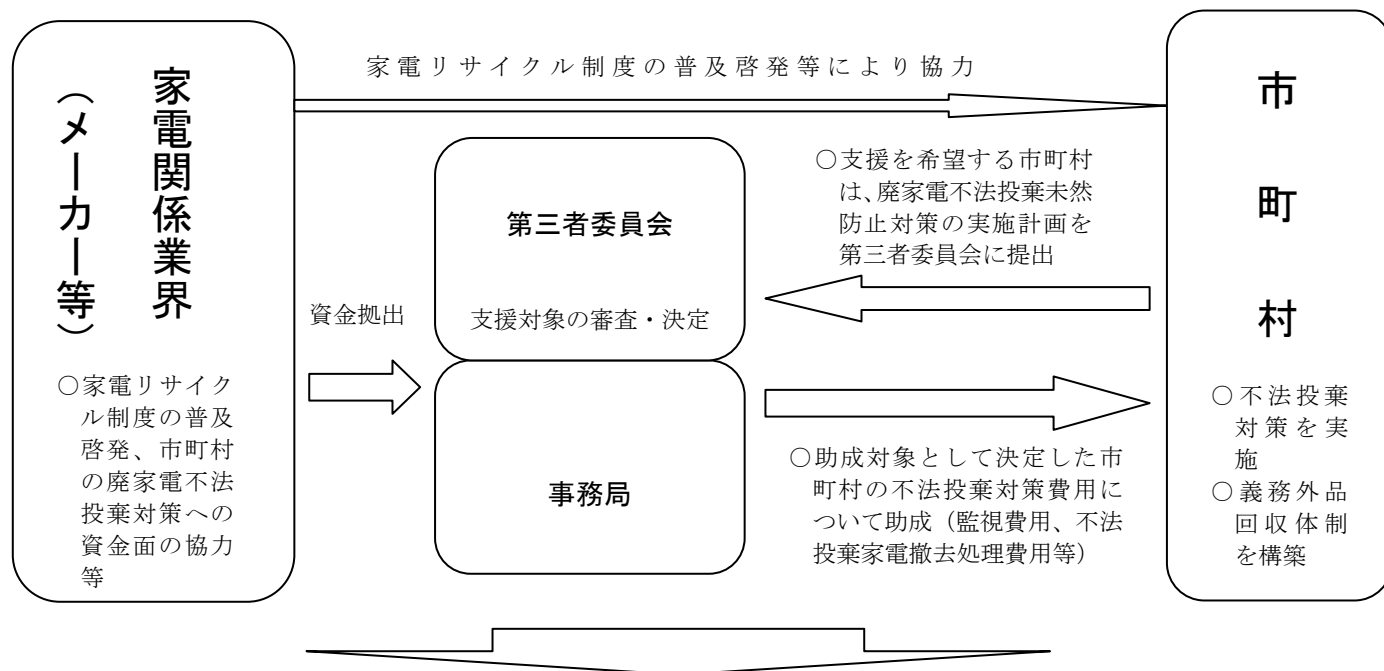 家電リサイクル制度の普及啓発等により協力
家電関係業界
（メーカー等）
○家電リサイク
ル制度の普及
啓発、市町村
の廃家電不法
投棄対策への
資金面の協力
等
資金拠出
第三者委員会
支援対象の審査・決定
事務局
○支援を希望する市町村
は、廃家電不法投棄未然
防止対策の実施計画を
第三者委員会に提出
○助成対象として決定した市
町村の不法投棄対策費用に
ついて助成（監視費用、不法
投棄家電撤去処理費用等）
市町村
○不法投棄
対策を実
施
○義務外品
回収体制
を構築